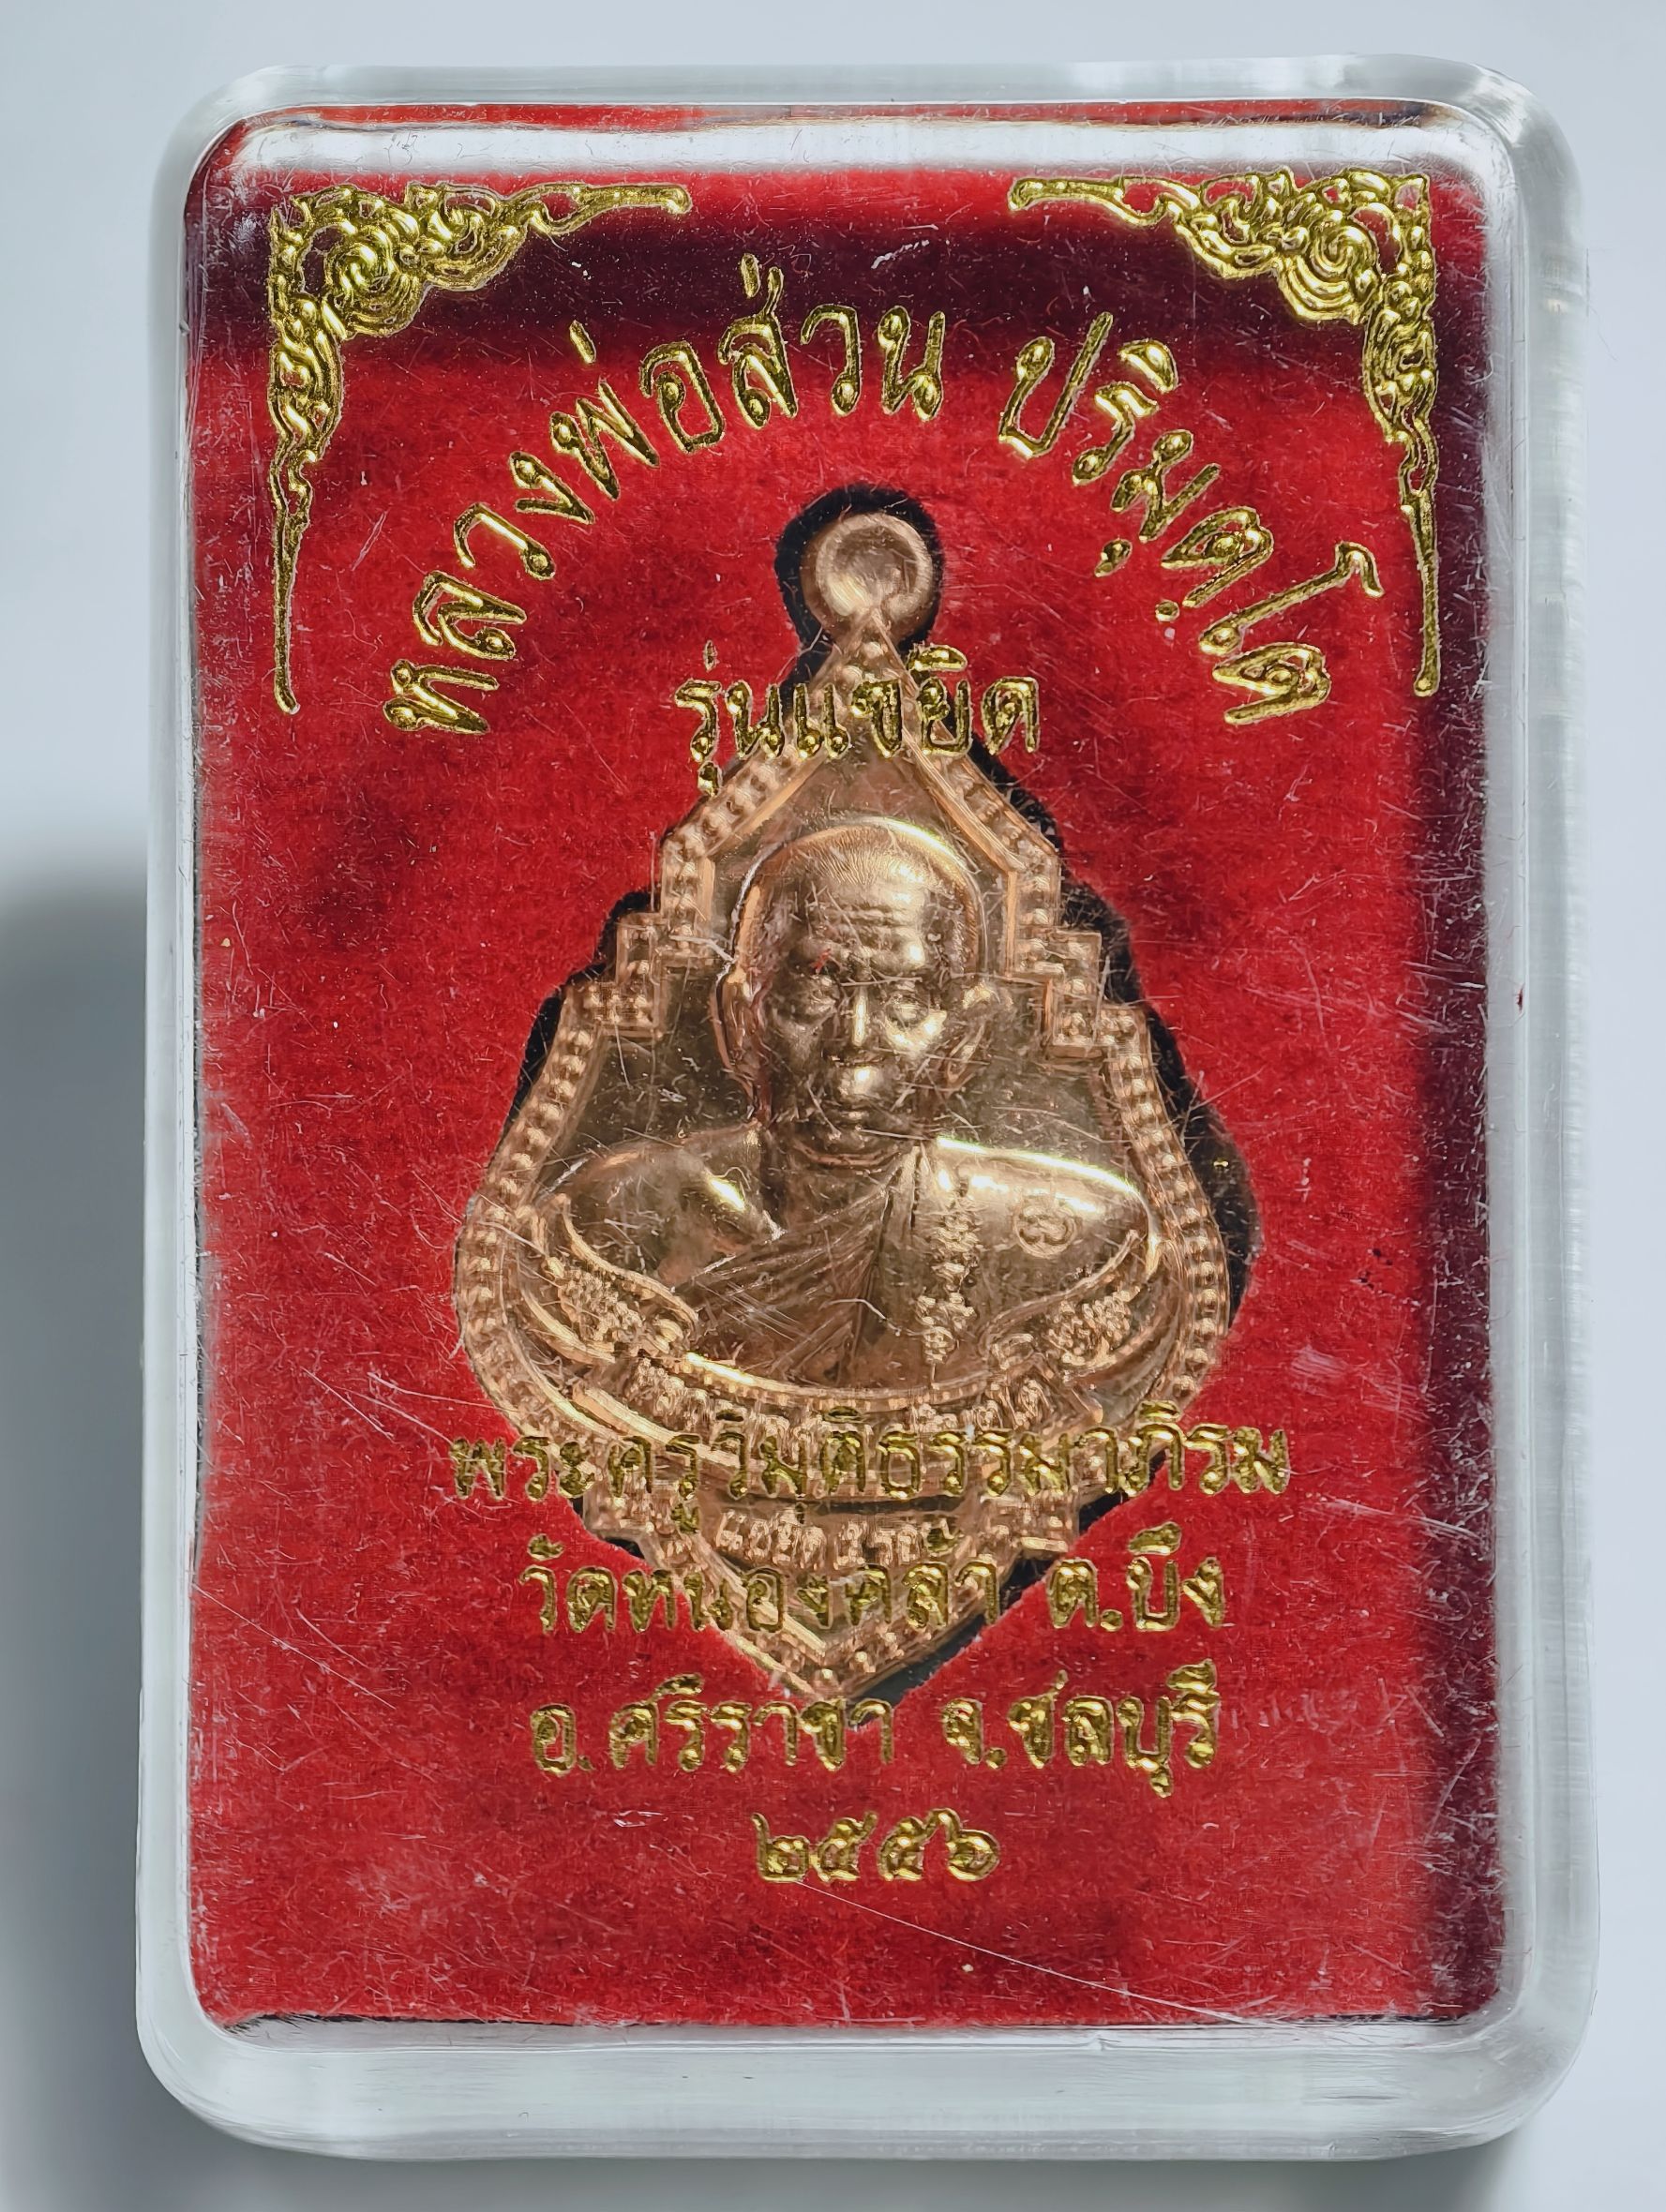 หลวงพ่อส่วน ปริมุตฺโต
รุ่นแซยิด
พระครูวิมุติธรรมาภิรม
วัดหนองคล้า ต.บึง
อ.ศรีราชา จ.ชลบุรี
๒๕๕๖